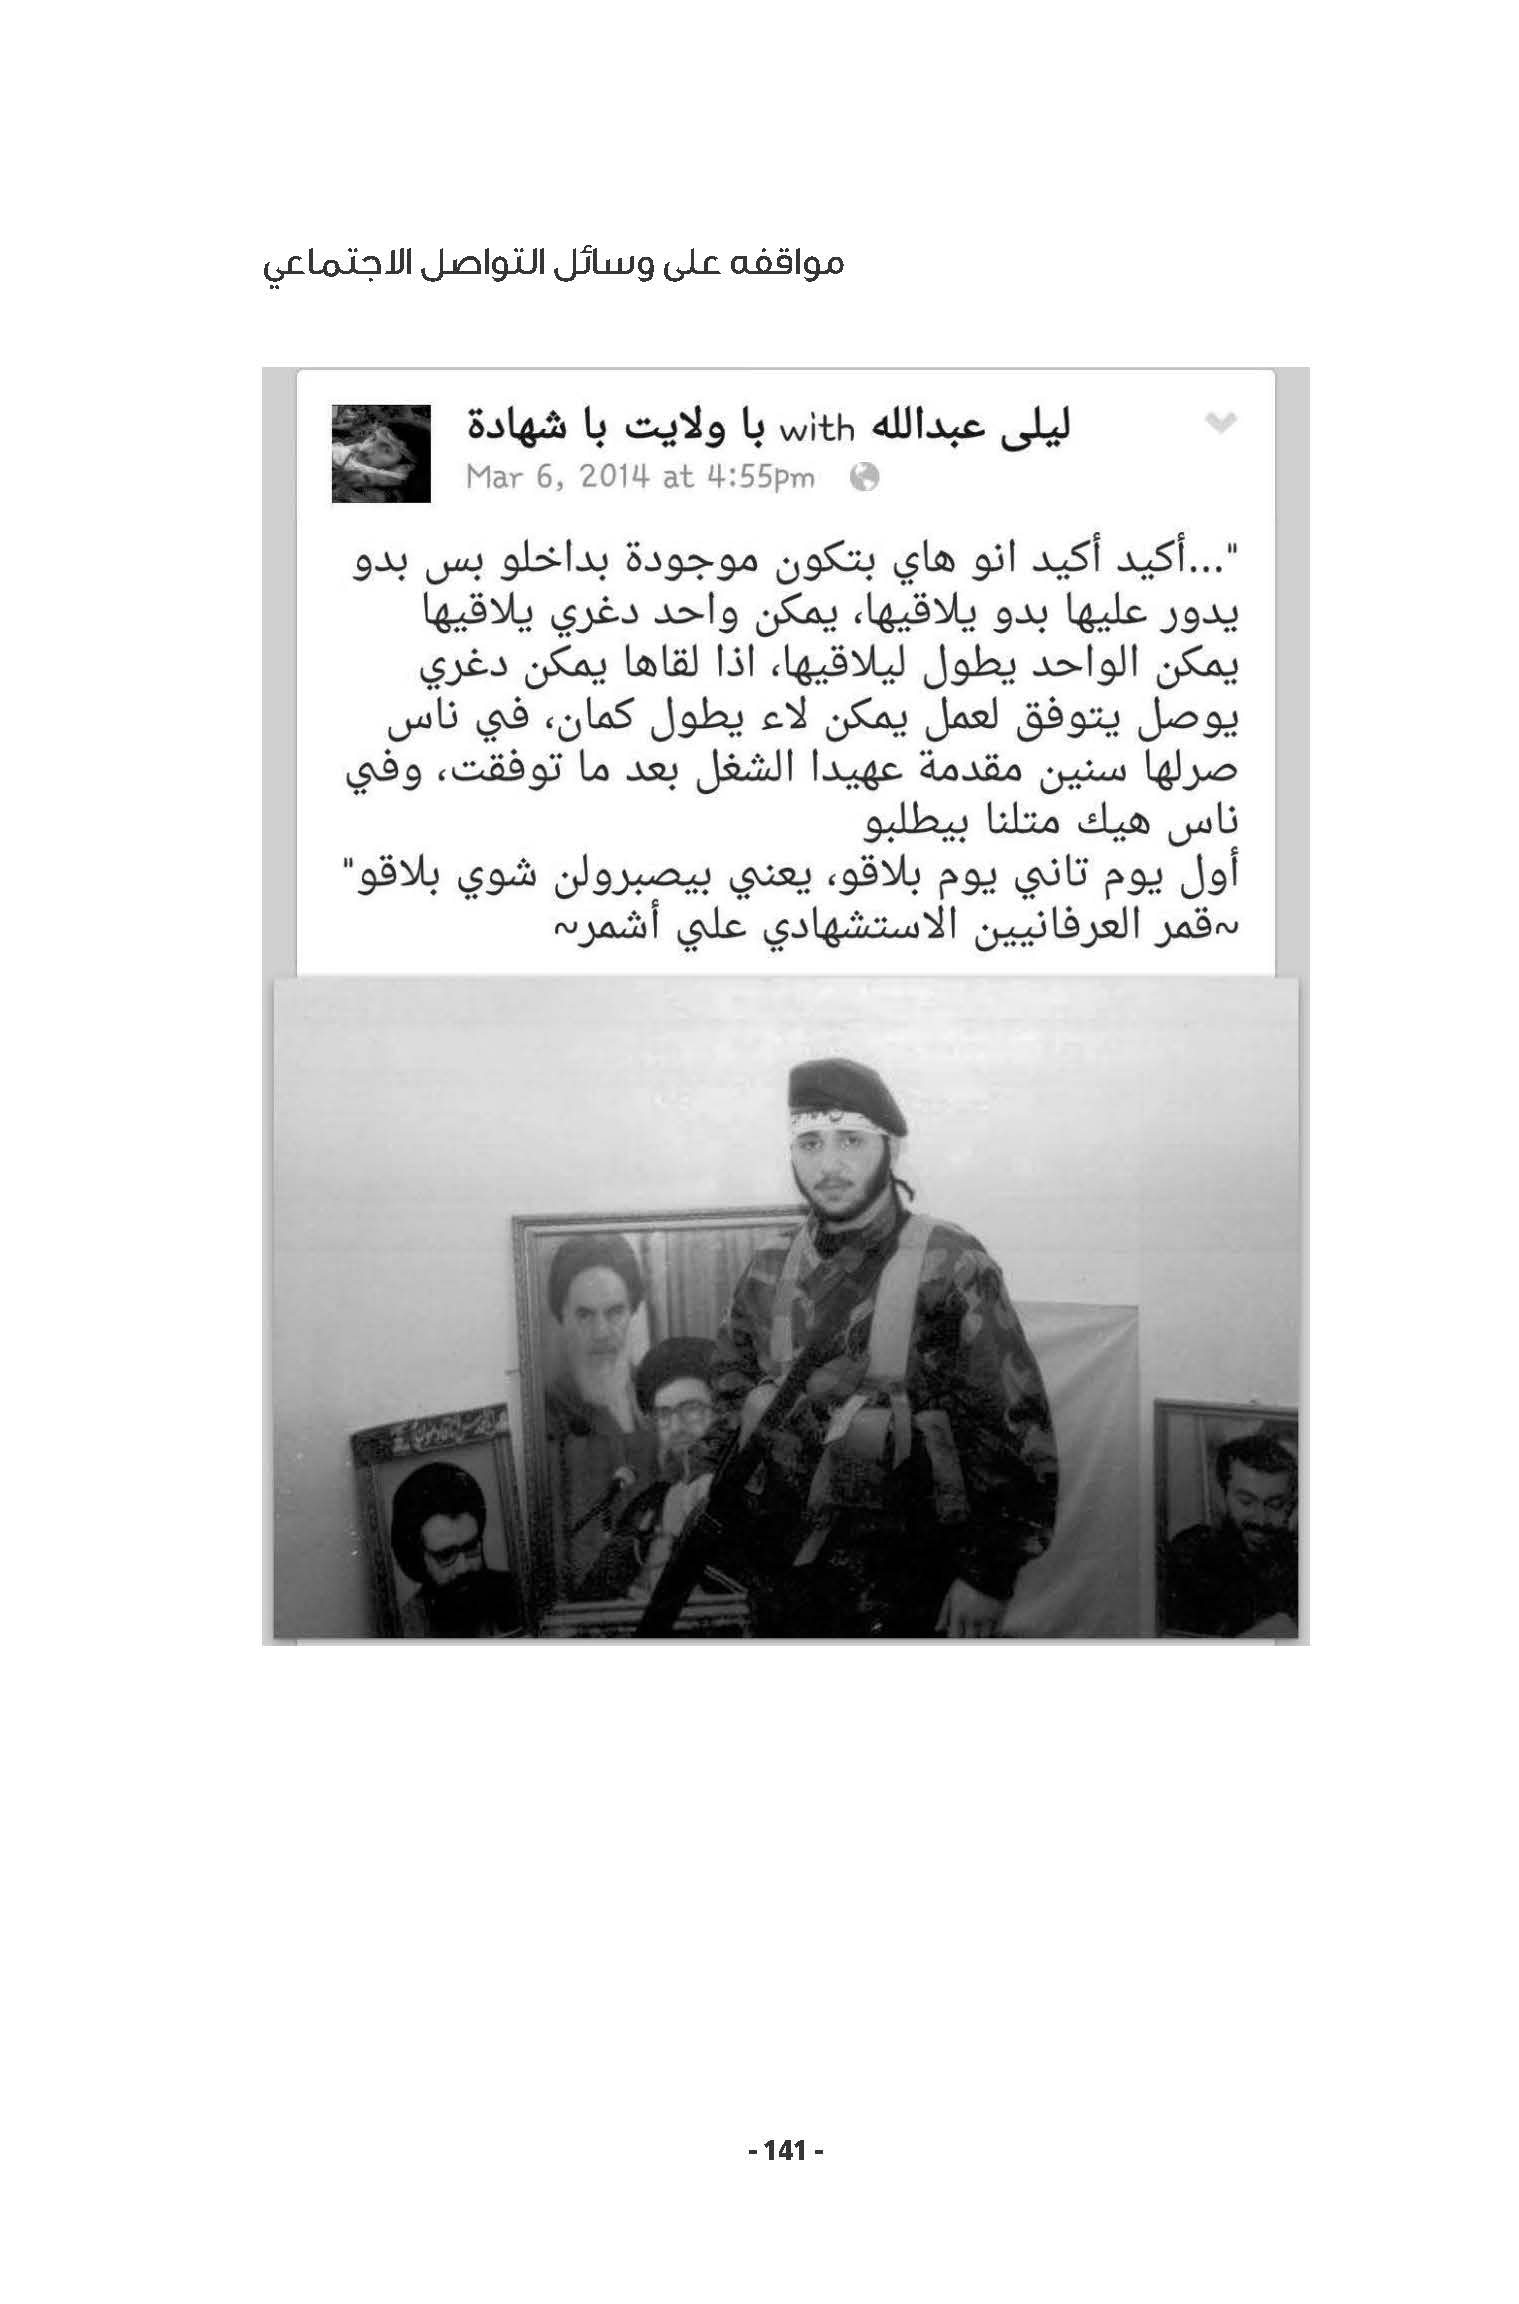 مواقفه على وسائل التواصل الاجتماعي
ليلى عبدالله with با ولايت با شهادة
Mar 6, 2014 at 4:55pm
"...أكيد أكيد انو هاي بتكون موجودة بداخلو بس بدو
يدور عليها بدو يلاقيها، يمكن واحد دغري يلاقيها
يمكن الواحد يطول ليلاقيها، اذا لقاها يمكن دغري
يوصل يتوفق لعمل يمكن لاء يطول كمان، في ناس
صرلها سنين مقدمة عهيدا الشغل بعد ما توفقت، وفي
ناس هيك متلنا بيطلبو
أول يوم تاني يوم بلاقو، يعني بيصبرولن شوي بلاقو"
~قمر العرفانيين الاستشهادي علي أشمر~
- 141 -